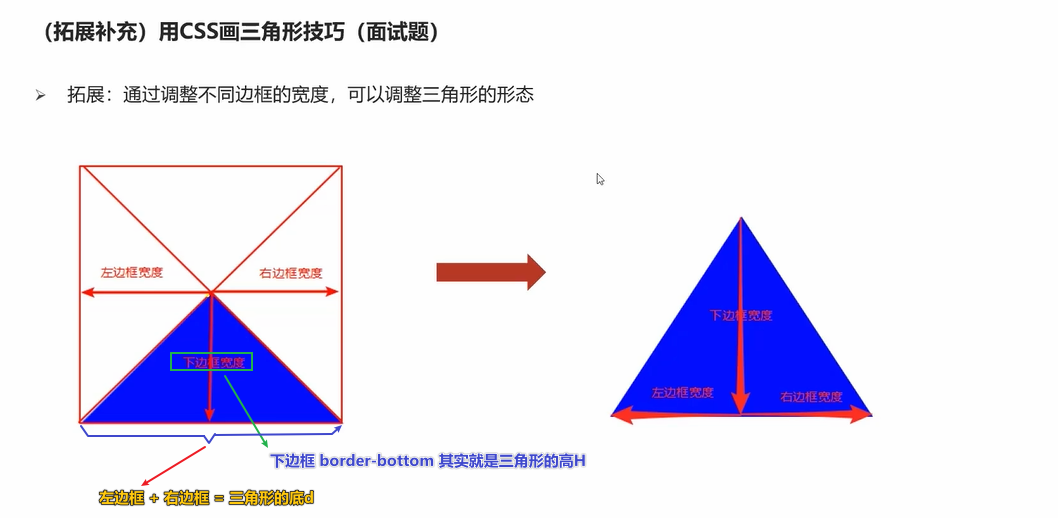 （拓展补充）用CSS画三角形技巧（面试题）
拓展：通过调整不同边框的宽度，可以调整三角形的形态
左边框宽度
右边框宽度
下边框宽度
下边框 border-bottom 其实就是三角形的高H
左边框 + 右边框 = 三角形的底d
下边框宽度
左边框宽度
右边框宽度